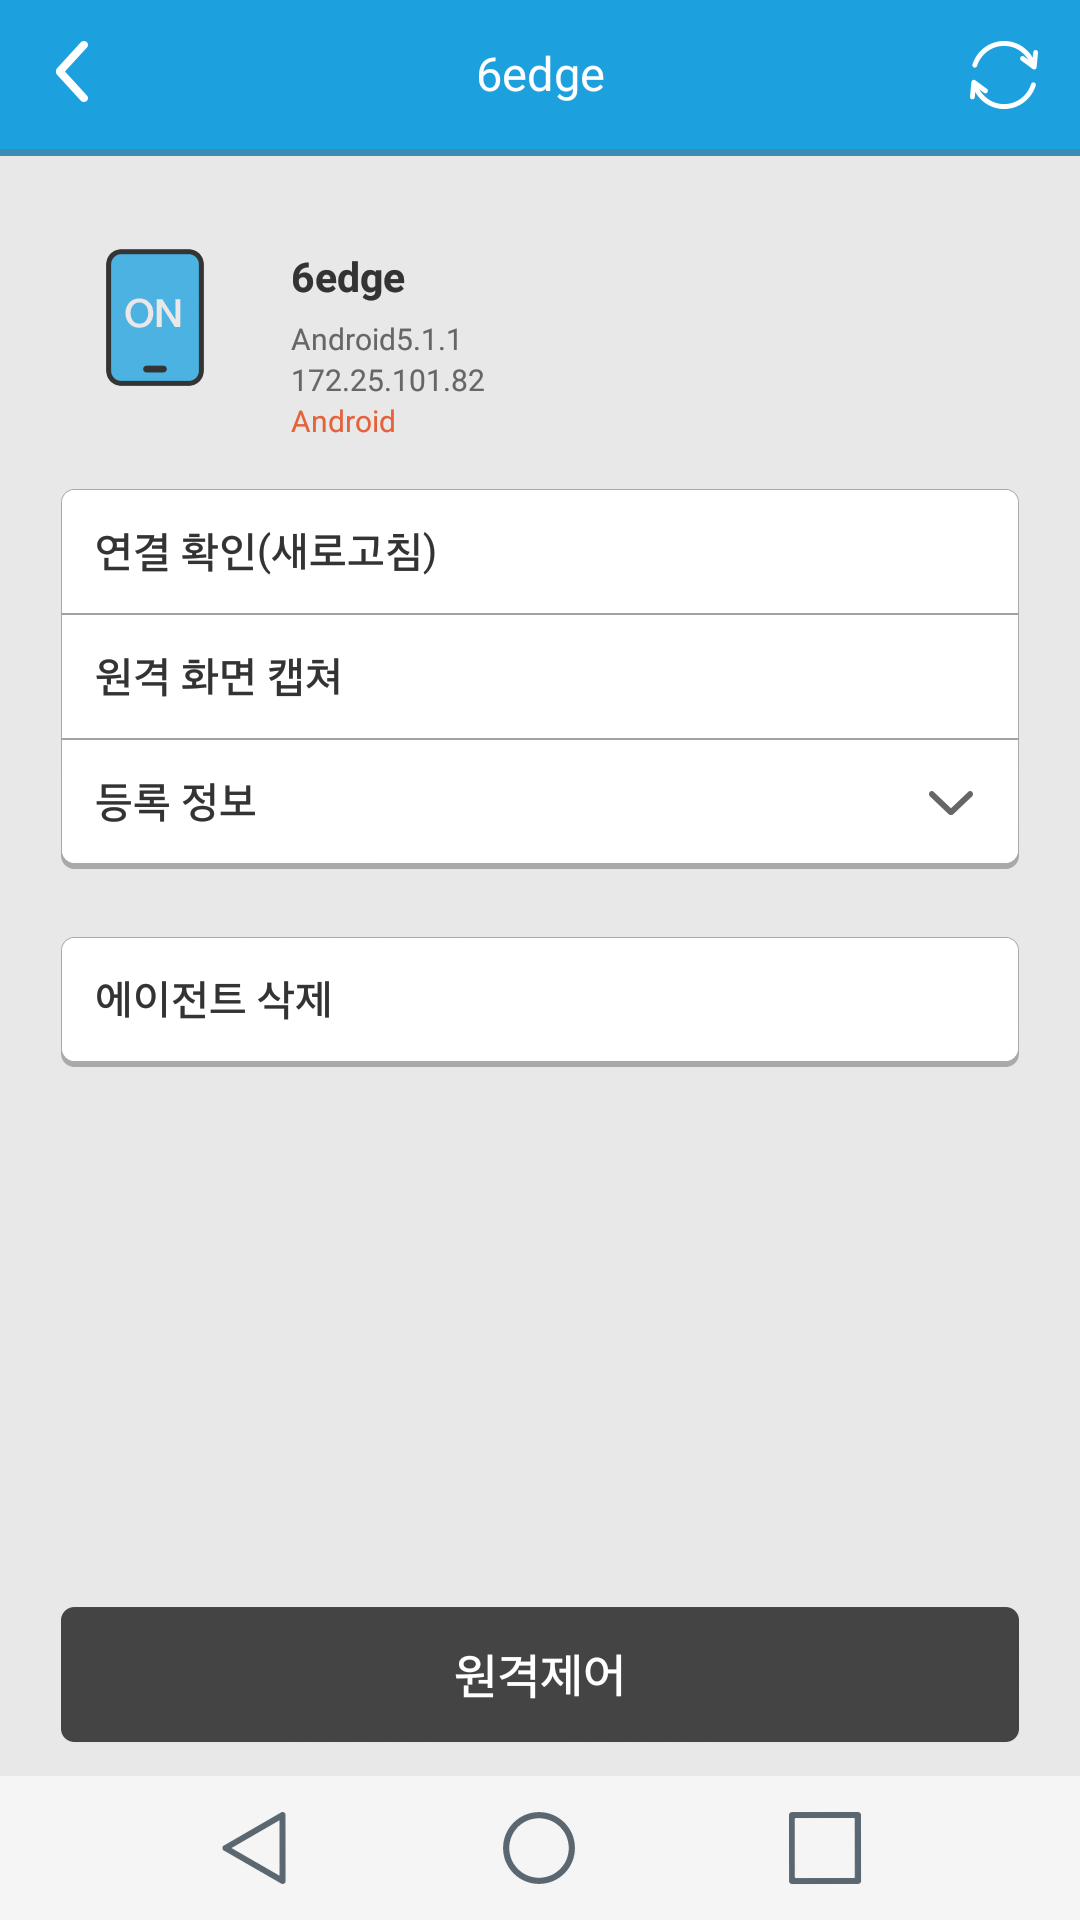 6edge
ON
6edge
Android5.1.1
172.25.101.82
Android
연결 확인(새로고침)
원격 화면 캡쳐
등록 정보
에이전트 삭제
원격제어